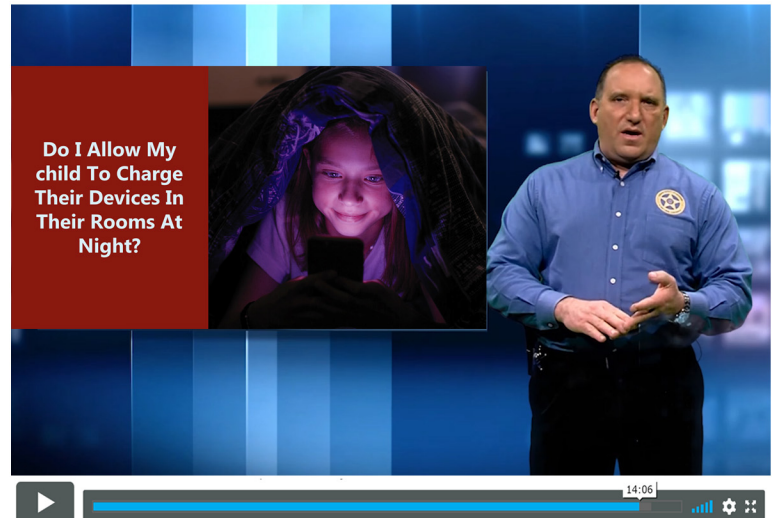 Do I Allow My
child To Charge
Their Devices In
Their Rooms At
Night?
14:06